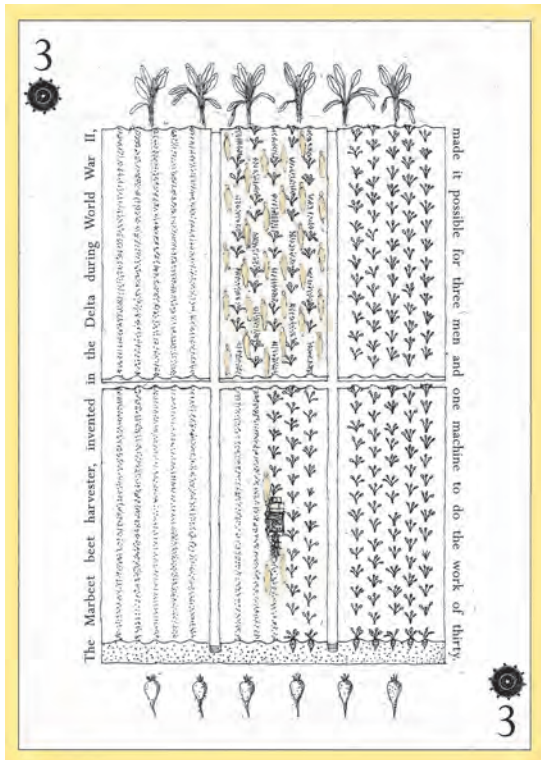 3
The Marbeet beet harvester, invented in the Delta during World War II,
made it possible for three men and one machine to do the work of thirty.
3